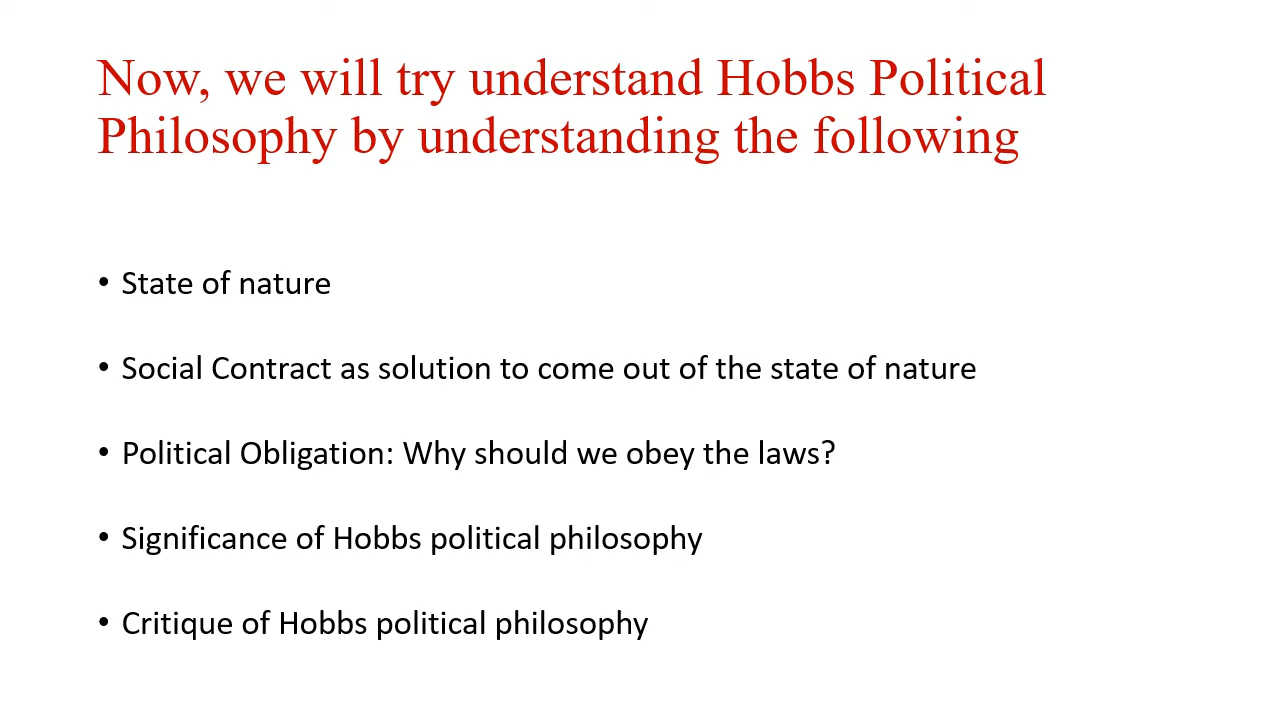 Now, we will try understand Hobbs Political
Philosophy by understanding the following
• State of nature
• Social Contract as solution to come out of the state of nature
• Political Obligation: Why should we obey the laws?
• Significance of Hobbs political philosophy
• Critique of Hobbs political philosophy